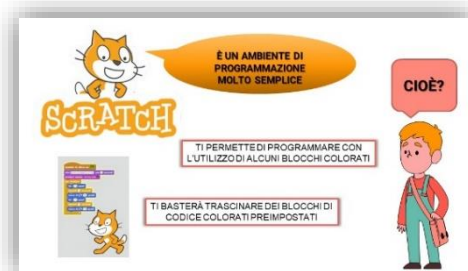 È UN AMBIENTE DI
PROGRAMMAZIONE
MOLTO SEMPLICE
CIOÈ?
SCRATCH
TI PERMETTE DI PROGRAMMARE CON
L'UTILIZZO DI ALCUNI BLOCCHI COLORATI
TI BASTERÀ TRASCINARE DEI BLOCCHI DI
CODICE COLORATI PREIMPOSTATI